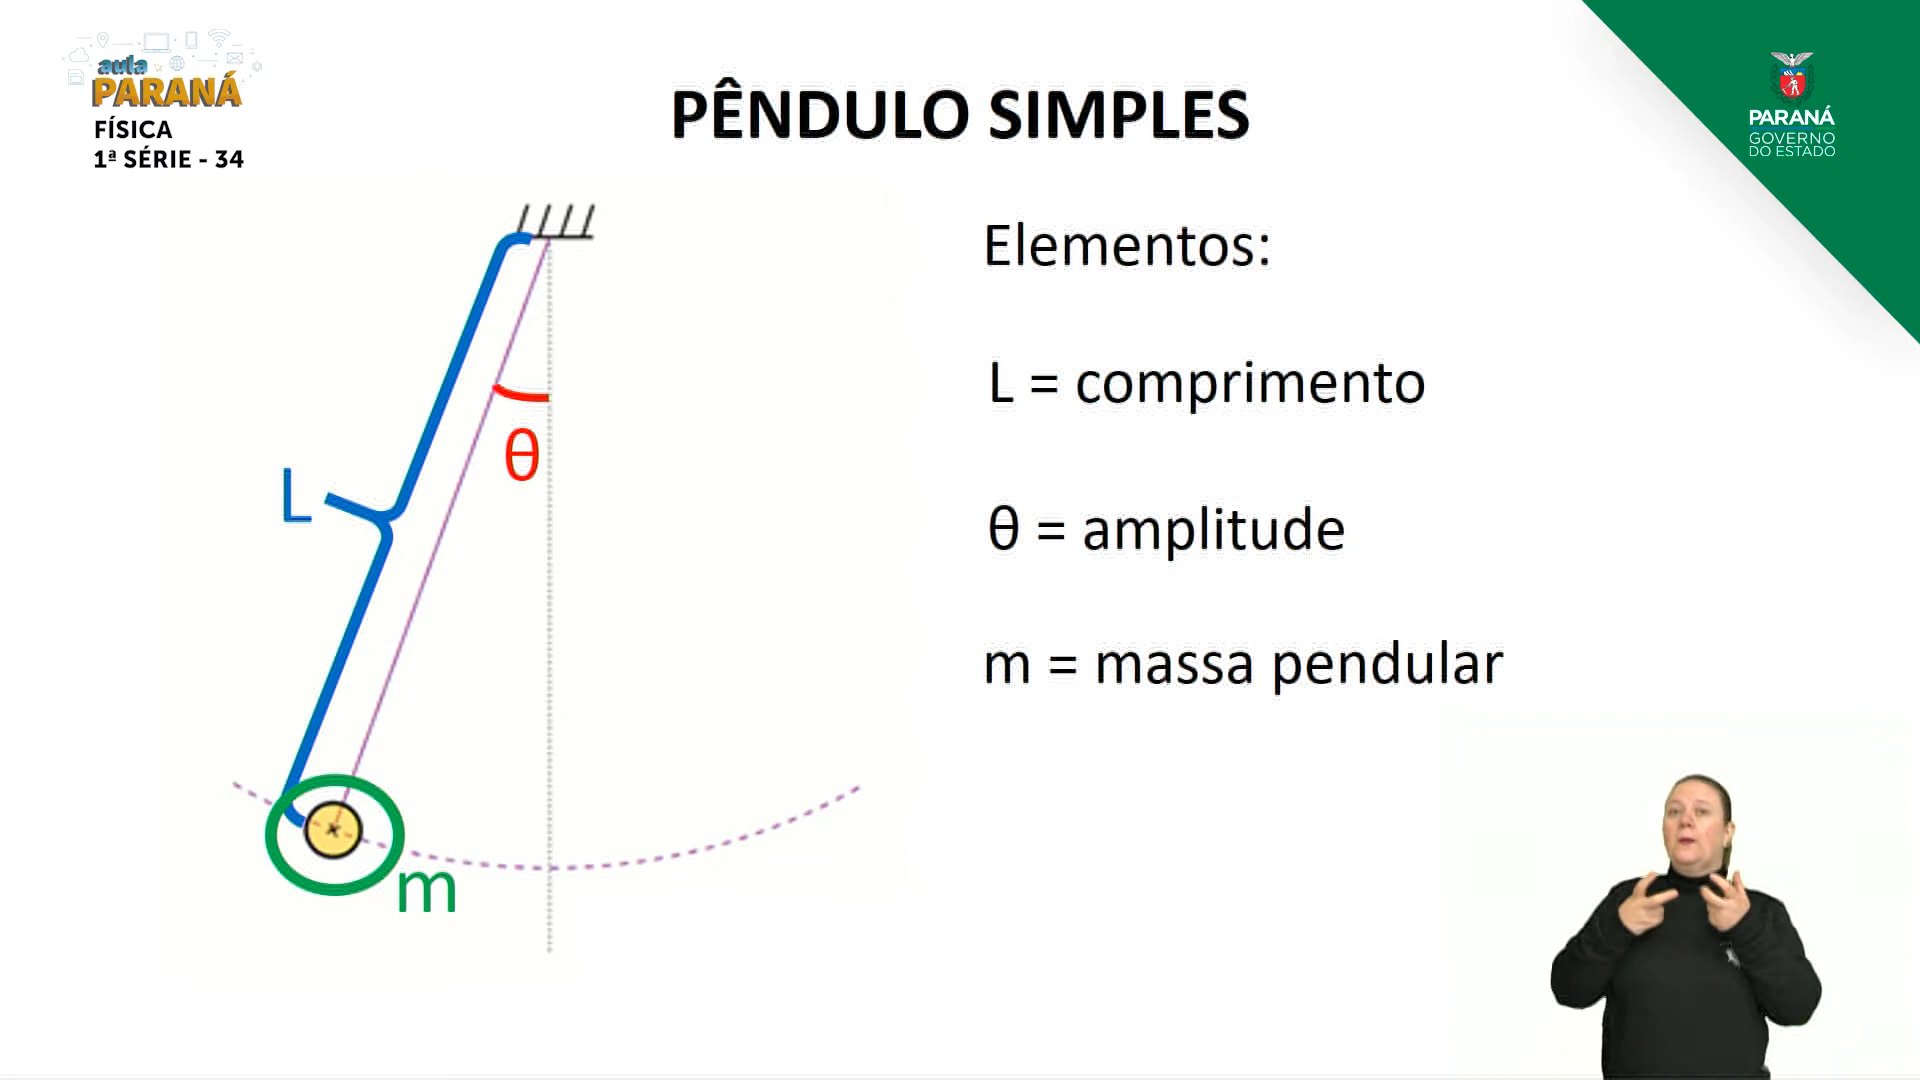 aula
PARANÁ
FÍSICA
1ª SÉRIE - 34
PÊNDULO SIMPLES
PARANÁ
GOVERNO
DO ESTADO
Elementos:
L = comprimento
θ = amplitude
m = massa pendular
θ
L
m